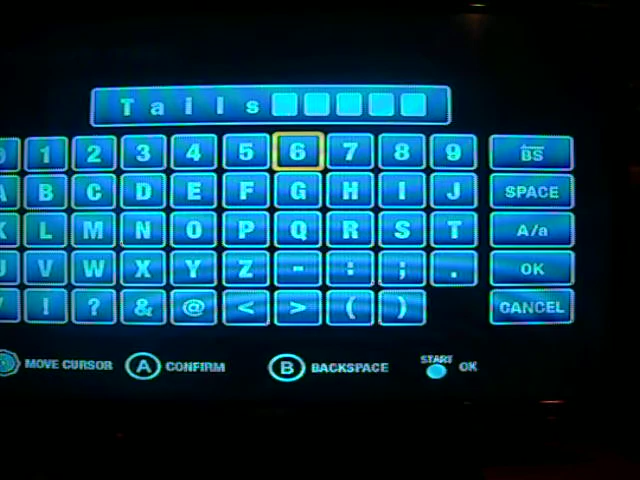 Tails
0 1 2 3 4 5 6 7 8 9 BS
A B C D E F G H I J SPACE
K L M N O P Q R S T A/a
U V W X Y Z - : ; . OK
/ ! ? & @ < > ( ) CANCEL
MOVE CURSOR A CONFIRM B BACKSPACE START OK